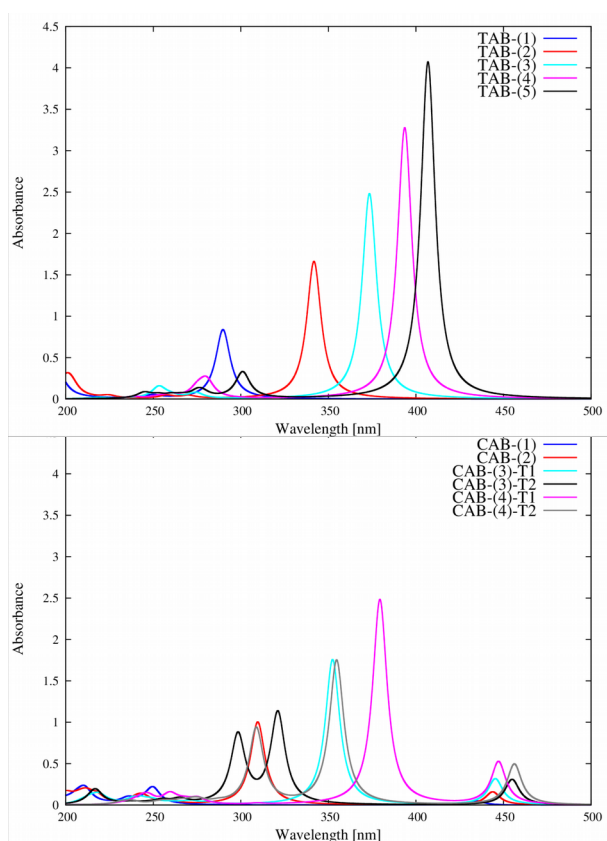 4.5
4
3.5
3
2.5
2
1.5
1
0.5
0
Absorbance
TAB-(1)
TAB-(2)
TAB-(3)
TAB-(4)
TAB-(5)
200 250 300 350 400 450 500
Wavelength [nm]
4
3.5
3
2.5
2
1.5
1
0.5
0
Absorbance
CAB-(1)
CAB-(2)
CAB-(3)-T1
CAB-(3)-T2
CAB-(4)-T1
CAB-(4)-T2
200 250 300 350 400 450 500
Wavelength [nm]